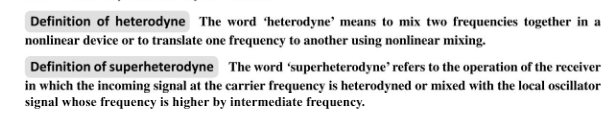 Definition of heterodyne The word ‘heterodyne’ means to mix two frequencies together in a
nonlinear device or to translate one frequency to another using nonlinear mixing.
Definition of superheterodyne The word ‘superheterodyne’ refers to the operation of the receiver
in which the incoming signal at the carrier frequency is heterodyned or mixed with the local oscillator
signal whose frequency is higher by intermediate frequency.